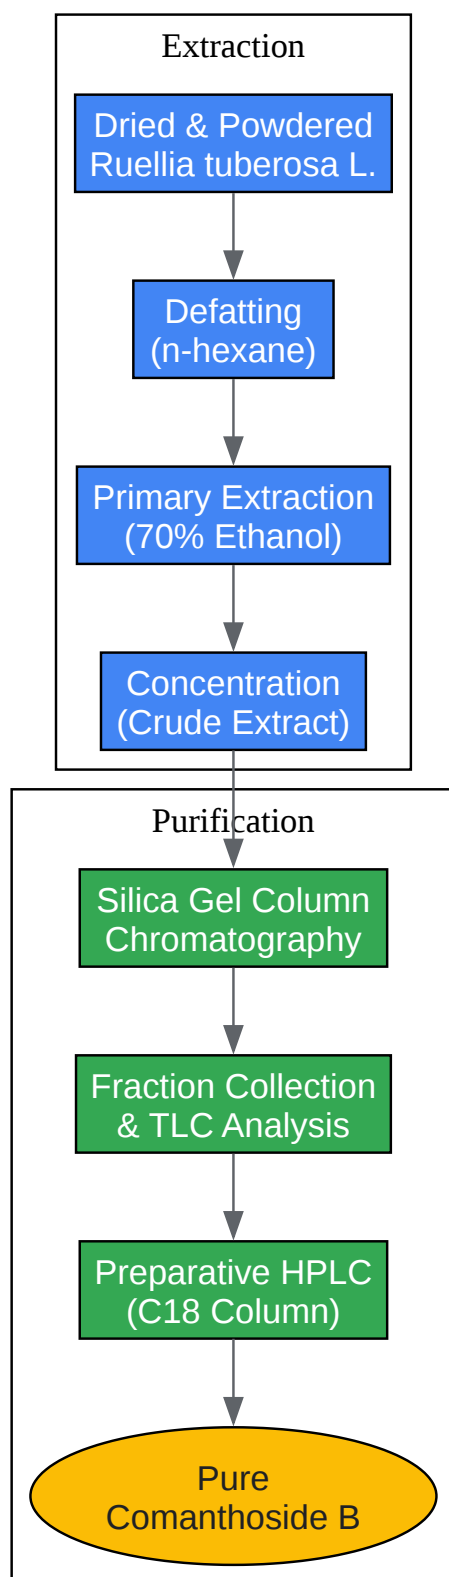 Extraction
Dried & Powdered
Ruellia tuberosa L.
Defatting
(n-hexane)
Primary Extraction
(70% Ethanol)
Concentration
(Crude Extract)
Purification
Silica Gel Column
Chromatography
Fraction Collection
& TLC Analysis
Preparative HPLC
(C18 Column)
Pure
Comanthoside B